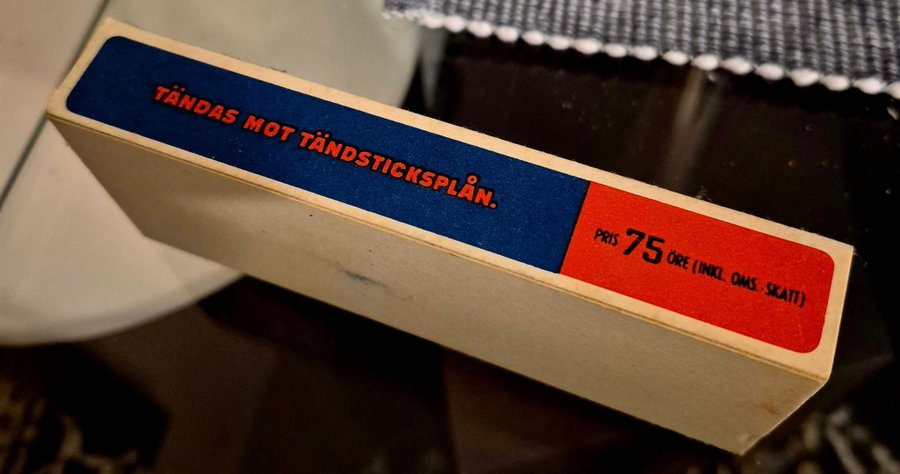 TÄNDAS MOT TÄNDSTICKSPLÅN.
PRIS 75 ÖRE (INKL. OMS.-SKATT)